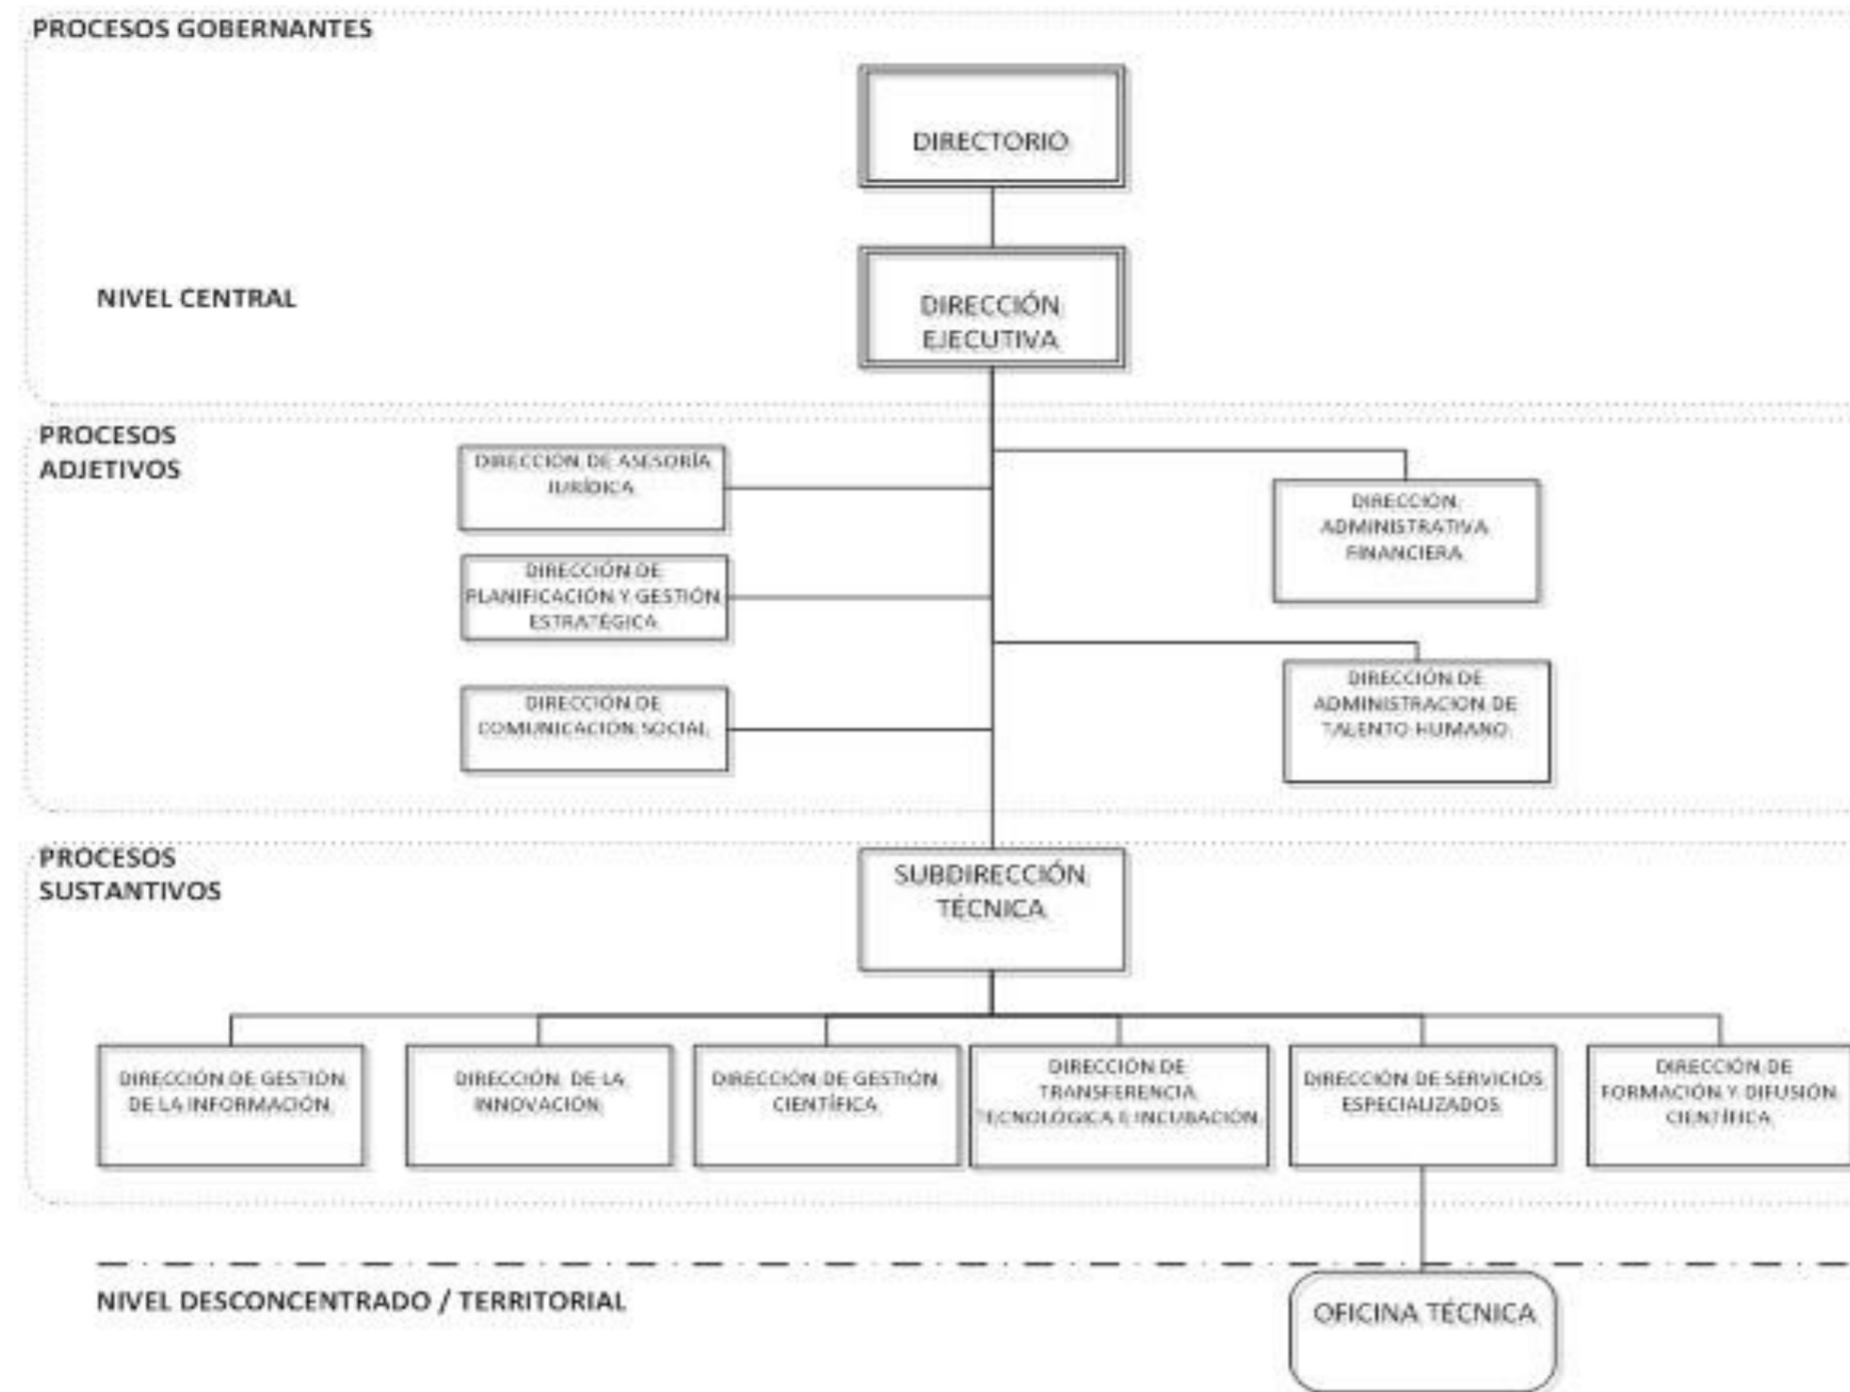 PROCESOS GOBERNANTES
DIRECTORIO
NIVEL CENTRAL
DIRECCIÓN
EJECUTIVA
PROCESOS
ADJETIVOS
DIRECCIÓN DE ASESORÍA
JURÍDICA
DIRECCIÓN
ADMINISTRATIVA
FINANCIERA
DIRECCIÓN DE
PLANIFICACIÓN Y GESTIÓN
ESTRATÉGICA
DIRECCIÓN DE
ADMINISTRACION DE
TALENTO HUMANO
DIRECCIÓN DE
COMUNICACIÓN SOCIAL
PROCESOS
SUSTANTIVOS
SUBDIRECCIÓN
TÉCNICA
DIRECCIÓN DE GESTIÓN
DE LA INFORMACIÓN
DIRECCIÓN DE LA
INNOVACIÓN
DIRECCIÓN DE GESTIÓN
CIENTÍFICA
DIRECCIÓN DE
TRANSFERENCIA
TECNOLÓGICA E INCUBACIÓN
DIRECCIÓN DE SERVICIOS
ESPECIALIZADOS
DIRECCIÓN DE
FORMACIÓN Y DIFUSIÓN
CIENTÍFICA
NIVEL DESCONCENTRADO / TERRITORIAL
OFICINA TÉCNICA